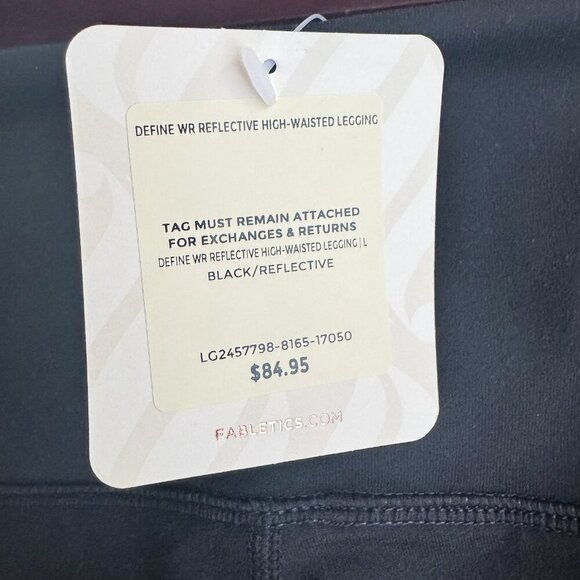 DEFINE WR REFLECTIVE HIGH-WAISTED LEGGING
TAG MUST REMAIN ATTACHED
FOR EXCHANGES & RETURNS
DEFINE WR REFLECTIVE HIGH-WAISTED LEGGING | L
BLACK/REFLECTIVE
LG2457798-8165-17050
$84.95
FABLETICS.COM